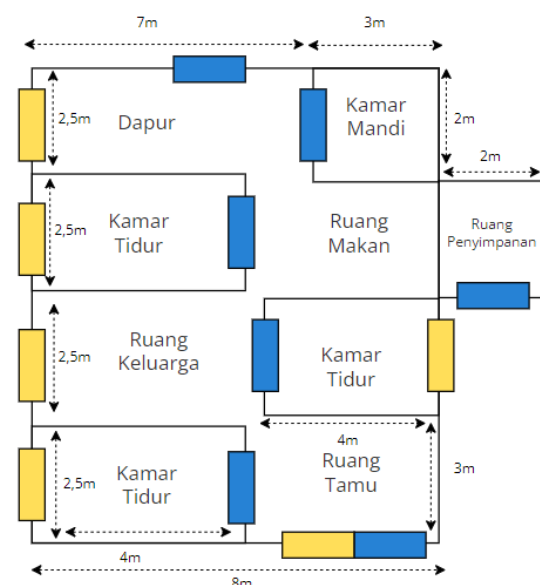 7m
3m
2,5m
Dapur
Kamar
Mandi
2m
2m
2,5m
Kamar
Tidur
Ruang
Makan
Ruang
Penyimpanan
2,5m
Ruang
Keluarga
Kamar
Tidur
4m
2,5m
Kamar
Tidur
Ruang
Tamu
3m
4m
8m